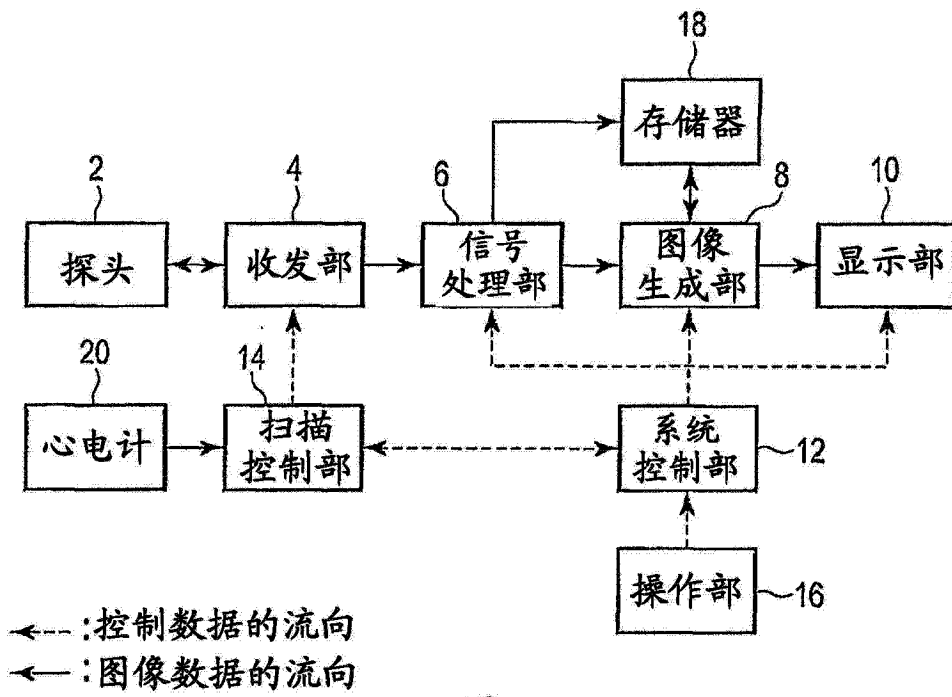 18
存储器
2
4
6
8
10
探头
收发部
信号
处理部
图像
生成部
显示部
20
14
心电计
扫描
控制部
系统
控制部
12
操作部
16
:控制数据的流向
:图像数据的流向